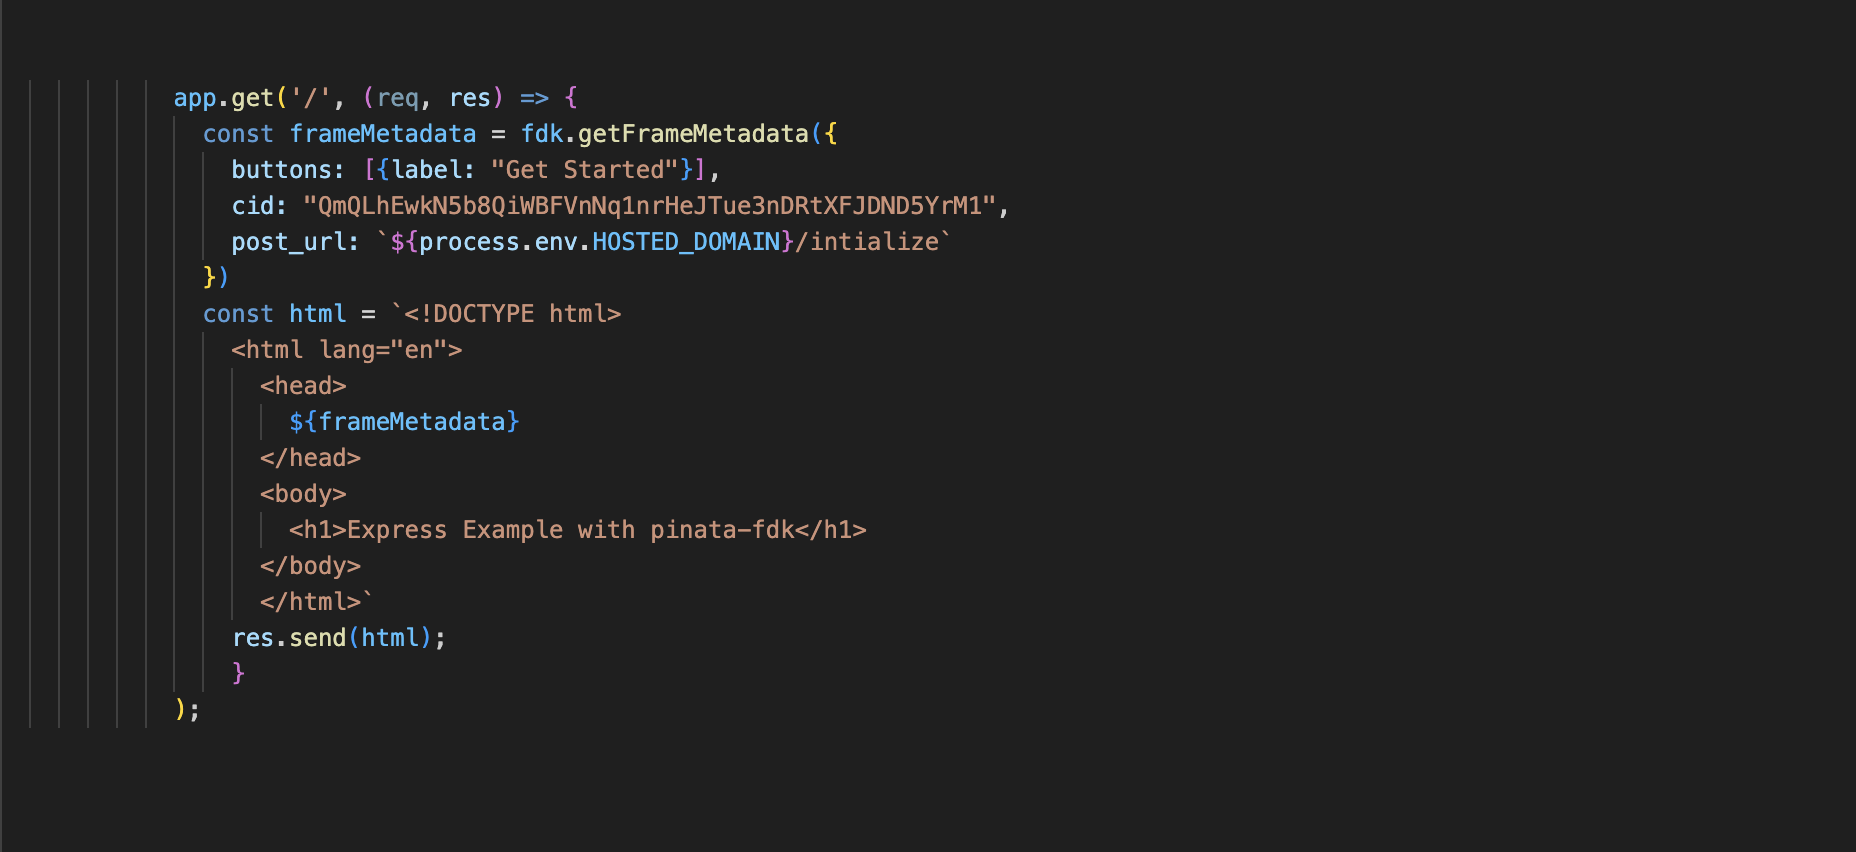 app.get('/', (req, res) => {
const frameMetadata = fdk.getFrameMetadata({
buttons: [{label: "Get Started"}],
cid: "QmQLhEwkN5b8QiWBFVnNq1nrHeJTue3nDRtXFJDND5YrM1",
post_url: `${process.env.HOSTED_DOMAIN}/intialize`
})
const html = `<!DOCTYPE html>
<html lang="en">
<head>
${frameMetadata}
</head>
<body>
<h1>Express Example with pinata-fdk</h1>
</body>
</html>`
res.send(html);
}
);